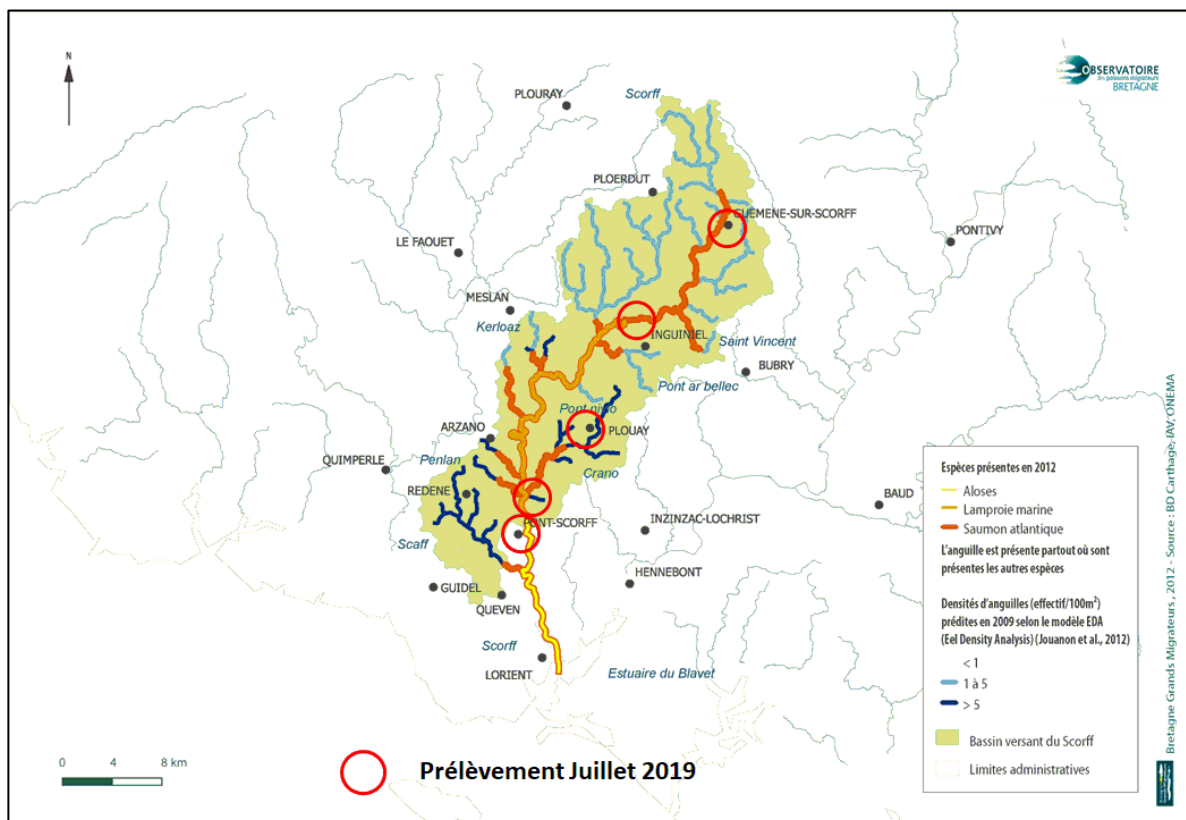 N
OBSERVATOIRE
des poissons migrateurs
BRETAGNE
PLOURAY
Scorff
PLOERDUT
GUEMENE-SUR-SCORFF
PONTIVY
LE FAOUET
MESLAN
Kerloaz
INGUINIEL
Saint Vincent
BUBRY
Pont ar bellec
Pont nivo
PLOUAY
ARZANO
QUIMPERLE
Penlan
Crano
REDENE
BAUD
PONT-SCORFF
INZINZAC-LOCHRIST
Scaff
HENNEBONT
GUIDEL
QUEVEN
Scorff
LORIENT
Estuaire du Blavet
Espèces présentes en 2012
Aloses
Lamproie marine
Saumon atlantique
L'anguille est présente partout où sont
présentes les autres espèces
Densités d'anguilles (effectif/100m²)
prédites en 2009 selon le modèle EDA
(Eel Density Analysis) (Jouanon et al., 2012)
< 1
1 à 5
> 5
Bassin versant du Scorff
Limites administratives
Bretagne Grands Migrateurs, 2012 - Source : BD Carthage, IAV, ONEMA
0 4 8 km
Prélèvement Juillet 2019